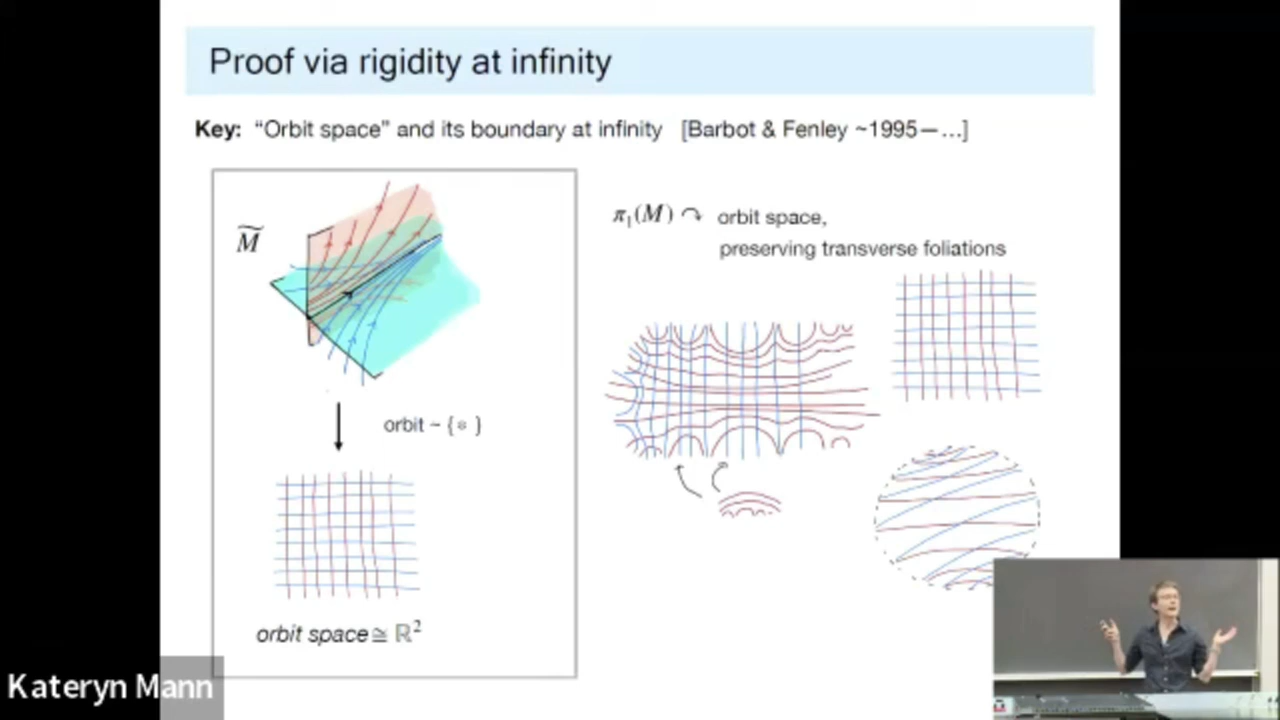 Proof via rigidity at infinity
Key: “Orbit space” and its boundary at infinity [Barbot & Fenley ~1995—…]
M̃
orbit ~ {∗}
orbit space ≅ ℝ²
π₁(M) ↷ orbit space,
preserving transverse foliations
Kateryn Mann